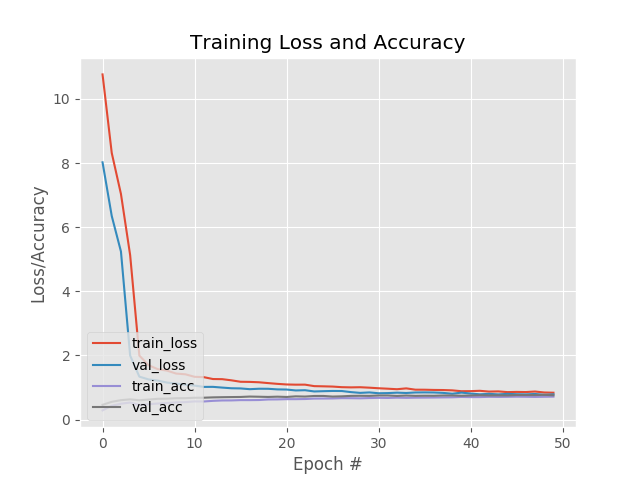 Training Loss and Accuracy
Loss/Accuracy
10
8
6
4
2
0
train_loss
val_loss
train_acc
val_acc
0
10
20
30
40
50
Epoch #